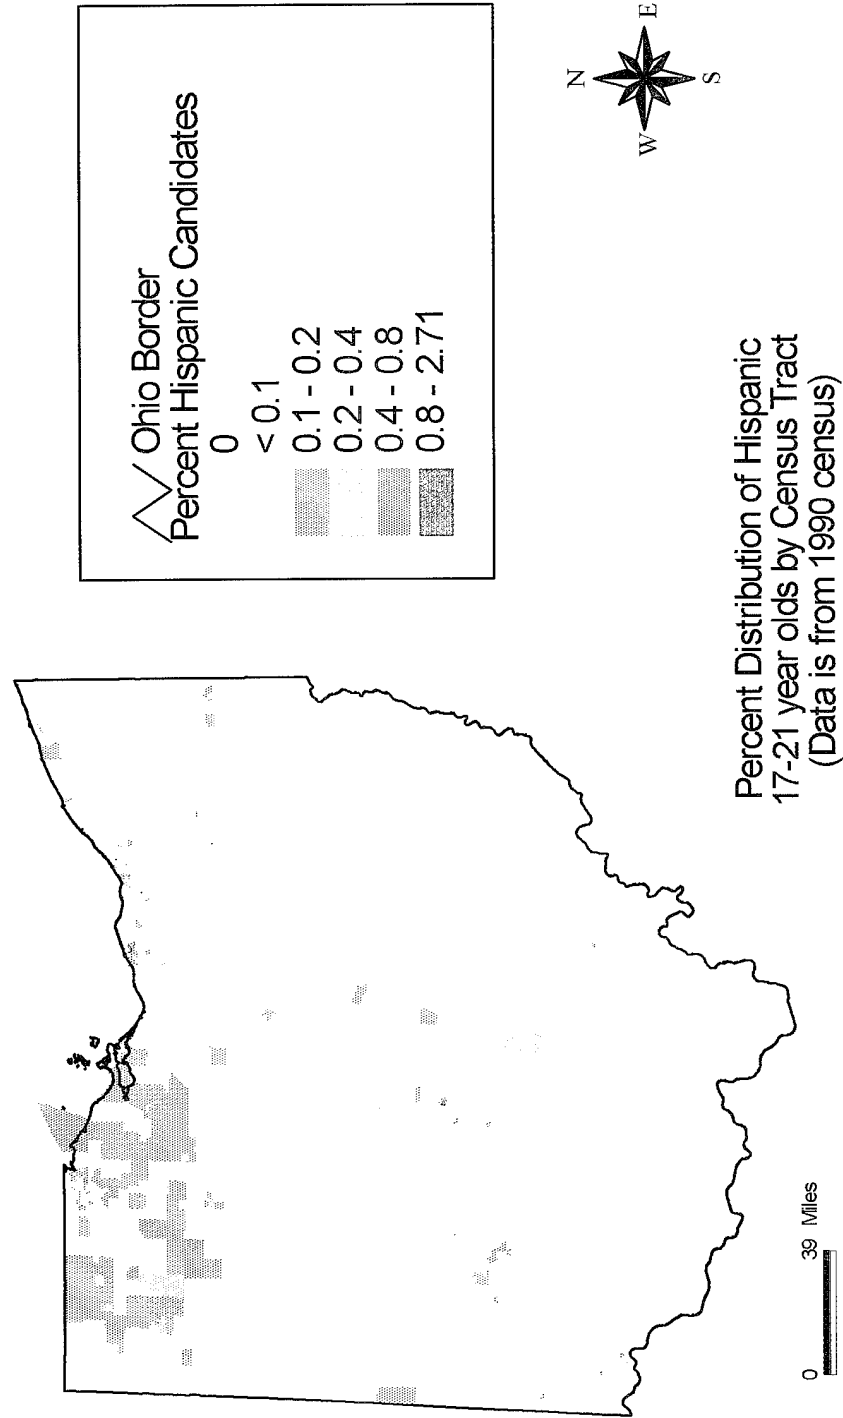 Ohio Border
Percent Hispanic Candidates
0
< 0.1
0.1 - 0.2
0.2 - 0.4
0.4 - 0.8
0.8 - 2.71
N
E
W
S
Percent Distribution of Hispanic
17-21 year olds by Census Tract
(Data is from 1990 census)
0 39 Miles